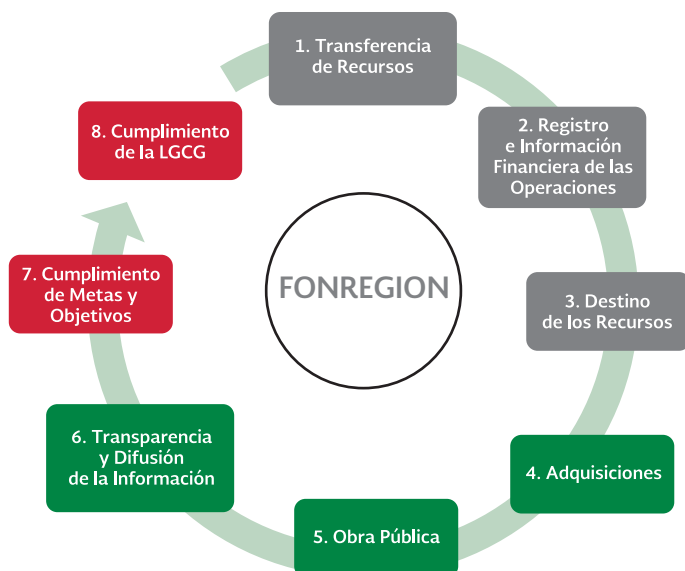 1. Transferencia
de Recursos
2. Registro
e Información
Financiera de las
Operaciones
3. Destino
de los Recursos
4. Adquisiciones
5. Obra Pública
6. Transparencia
y Difusión
de la Información
7. Cumplimiento
de Metas y
Objetivos
8. Cumplimiento
de la LGCG
FONREGION